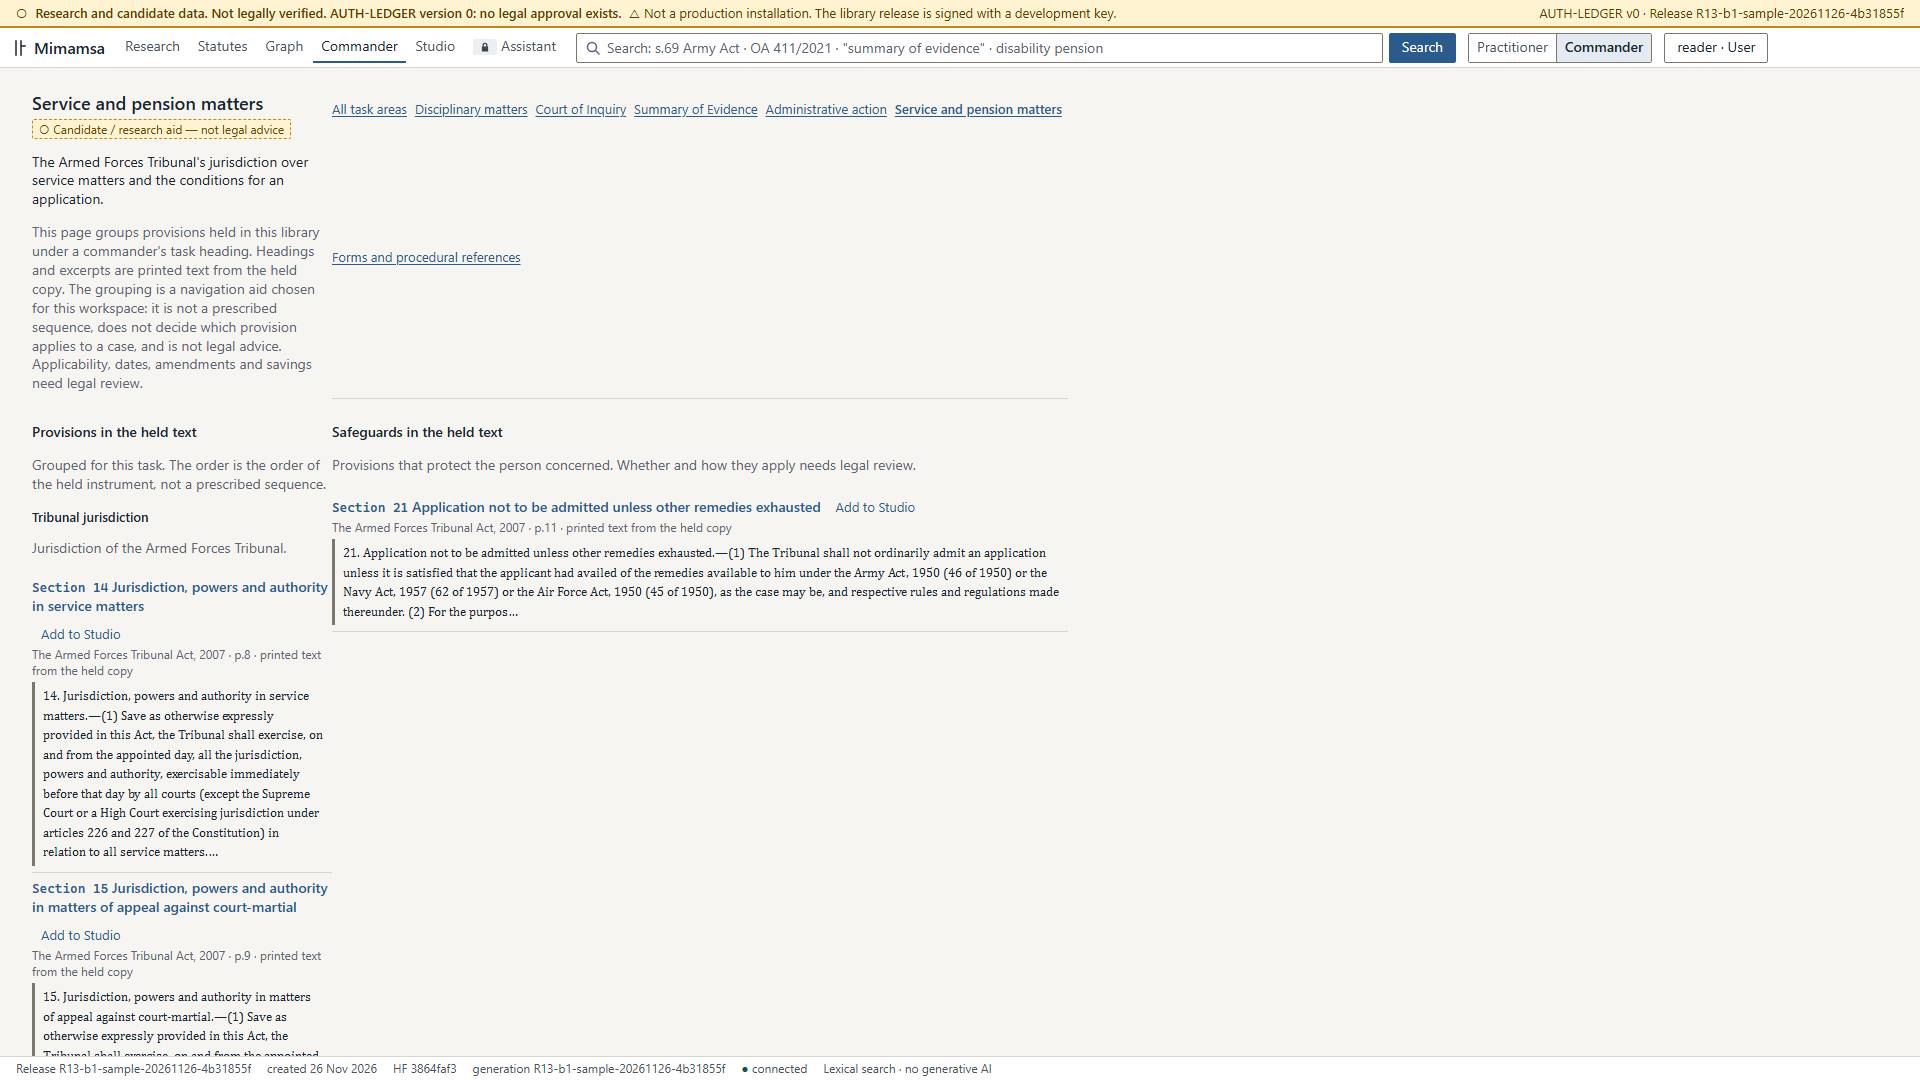 Research and candidate data. Not legally verified. AUTH-LEDGER version 0: no legal approval exists. ⚠ Not a production installation. The library release is signed with a development key.
AUTH-LEDGER v0 · Release R13-b1-sample-20261126-4b31855f
Mimamsa
Research
Statutes
Graph
Commander
Studio
Assistant
Search: s.69 Army Act · OA 411/2021 · "summary of evidence" · disability pension
Search
Practitioner
Commander
reader · User
Service and pension matters
Candidate / research aid — not legal advice
The Armed Forces Tribunal's jurisdiction over
service matters and the conditions for an
application.
This page groups provisions held in this library
under a commander's task heading. Headings
and excerpts are printed text from the held
copy. The grouping is a navigation aid chosen
for this workspace: it is not a prescribed
sequence, does not decide which provision
applies to a case, and is not legal advice.
Applicability, dates, amendments and savings
need legal review.
All task areas Disciplinary matters Court of Inquiry Summary of Evidence Administrative action Service and pension matters
Forms and procedural references
Provisions in the held text
Grouped for this task. The order is the order of
the held instrument, not a prescribed sequence.
Tribunal jurisdiction
Jurisdiction of the Armed Forces Tribunal.
Section 14 Jurisdiction, powers and authority
in service matters
Add to Studio
The Armed Forces Tribunal Act, 2007 · p.8 · printed text
from the held copy
14. Jurisdiction, powers and authority in service
matters.—(1) Save as otherwise expressly
provided in this Act, the Tribunal shall exercise, on
and from the appointed day, all the jurisdiction,
powers and authority, exercisable immediately
before that day by all courts (except the Supreme
Court or a High Court exercising jurisdiction under
articles 226 and 227 of the Constitution) in
relation to all service matters.…
Section 15 Jurisdiction, powers and authority
in matters of appeal against court-martial
Add to Studio
The Armed Forces Tribunal Act, 2007 · p.9 · printed text
from the held copy
15. Jurisdiction, powers and authority in matters
of appeal against court-martial.—(1) Save as
otherwise expressly provided in this Act, the
Tribunal shall exercise, on and from the appointed
Safeguards in the held text
Provisions that protect the person concerned. Whether and how they apply needs legal review.
Section 21 Application not to be admitted unless other remedies exhausted Add to Studio
The Armed Forces Tribunal Act, 2007 · p.11 · printed text from the held copy
21. Application not to be admitted unless other remedies exhausted.—(1) The Tribunal shall not ordinarily admit an application
unless it is satisfied that the applicant had availed of the remedies available to him under the Army Act, 1950 (46 of 1950) or the
Navy Act, 1957 (62 of 1957) or the Air Force Act, 1950 (45 of 1950), as the case may be, and respective rules and regulations made
thereunder. (2) For the purpos…
Release R13-b1-sample-20261126-4b31855f created 26 Nov 2026 HF 3864faf3 generation R13-b1-sample-20261126-4b31855f ● connected Lexical search · no generative AI